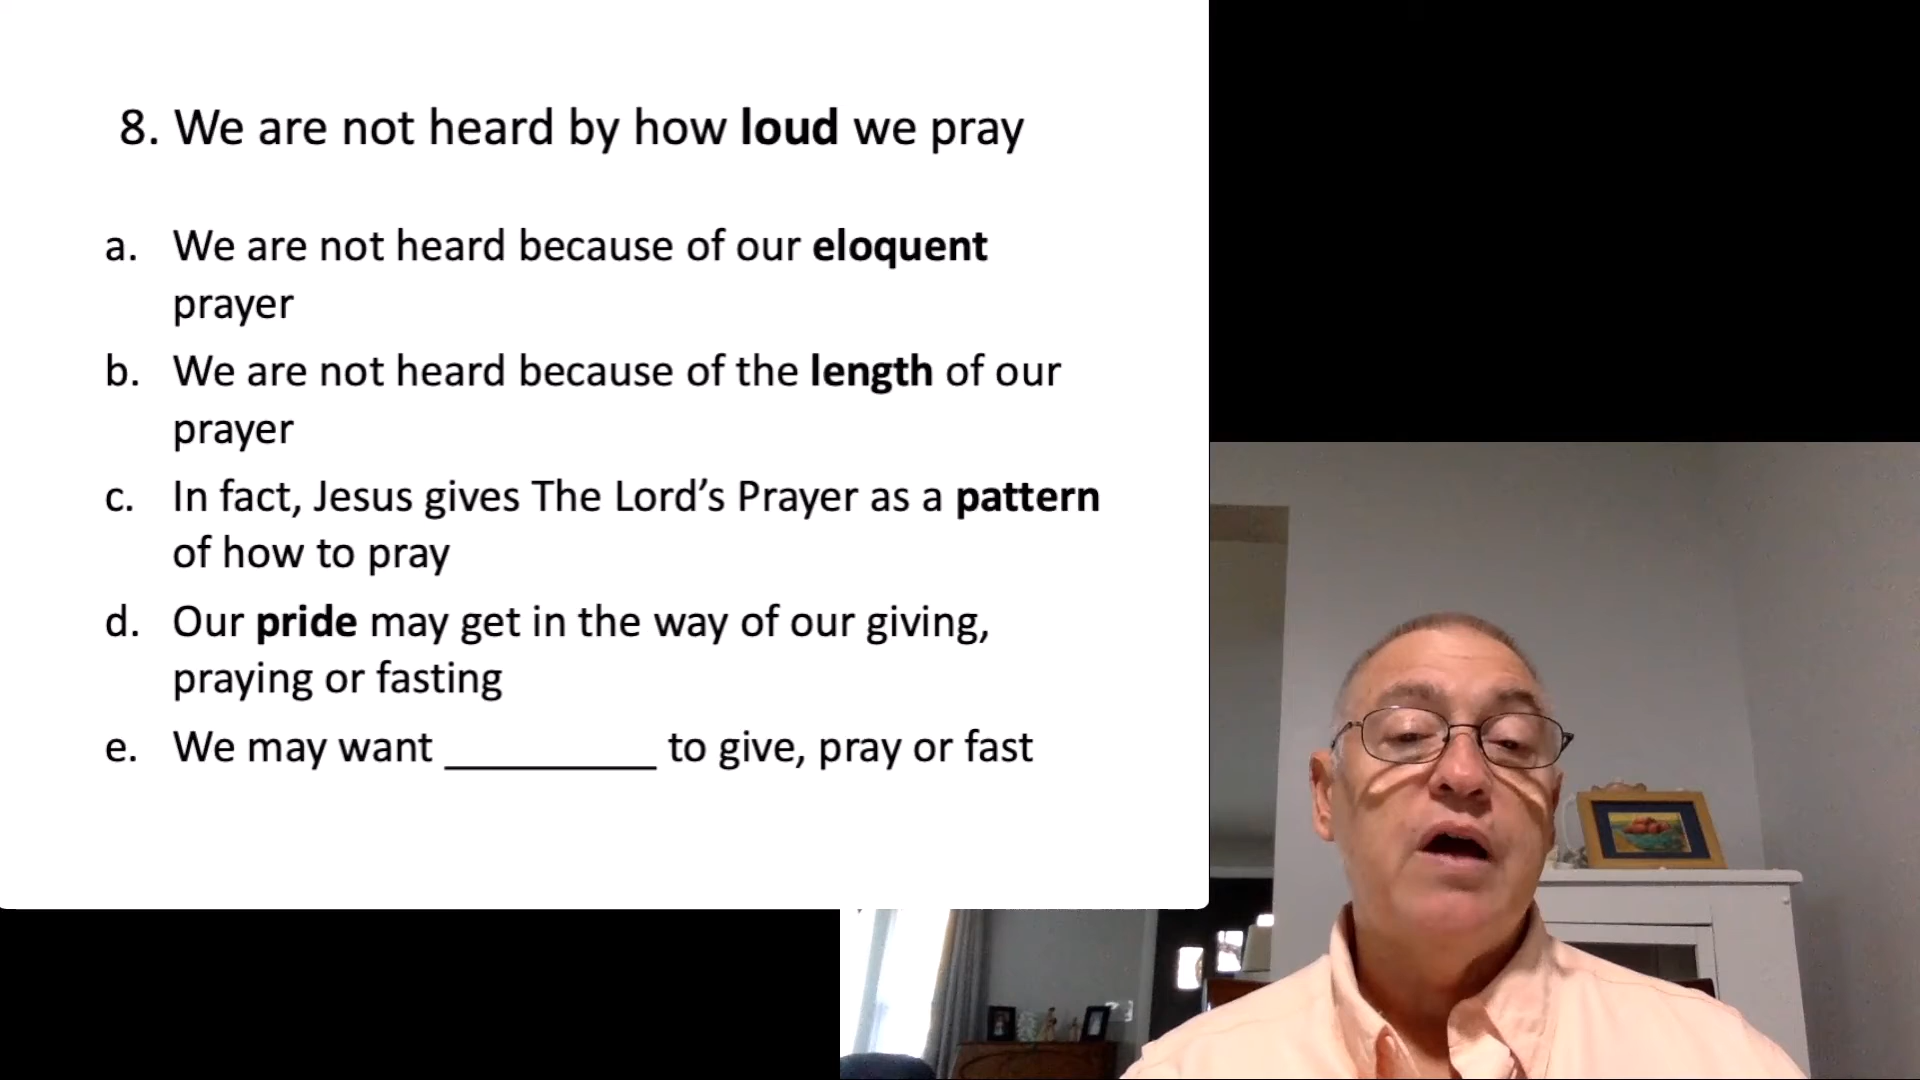 8. We are not heard by how loud we pray
a. We are not heard because of our eloquent
prayer
b. We are not heard because of the length of our
prayer
c. In fact, Jesus gives The Lord’s Prayer as a pattern
of how to pray
d. Our pride may get in the way of our giving,
praying or fasting
e. We may want __________ to give, pray or fast